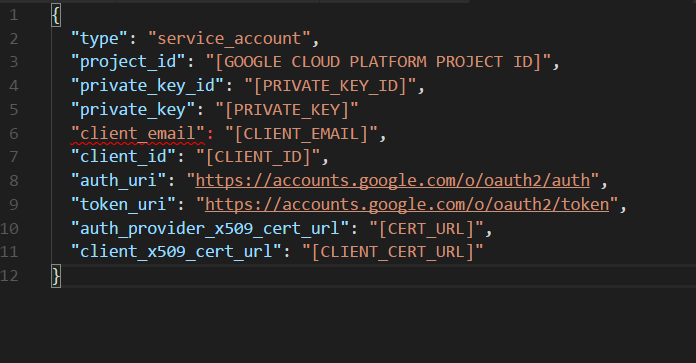 1 {
2 "type": "service_account",
3 "project_id": "[GOOGLE CLOUD PLATFORM PROJECT ID]",
4 "private_key_id": "[PRIVATE_KEY_ID]",
5 "private_key": "[PRIVATE_KEY]"
6 "client_email": "[CLIENT_EMAIL]",
7 "client_id": "[CLIENT_ID]",
8 "auth_uri": "https://accounts.google.com/o/oauth2/auth",
9 "token_uri": "https://accounts.google.com/o/oauth2/token",
10 "auth_provider_x509_cert_url": "[CERT_URL]",
11 "client_x509_cert_url": "[CLIENT_CERT_URL]"
12 }